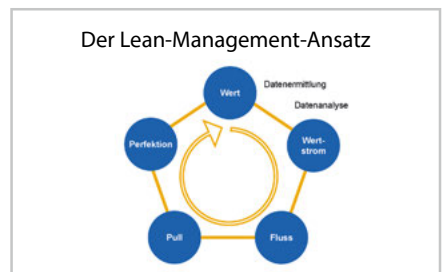 Der Lean-Management-Ansatz
Wert
Datenermittlung
Datenanalyse
Wert-
strom
Fluss
Pull
Perfektion